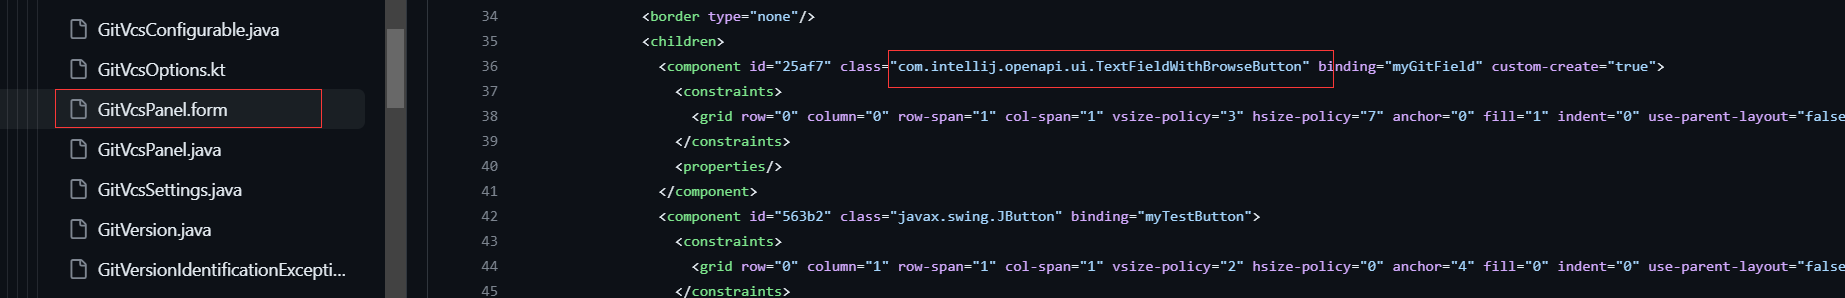 GitVcsConfigurable.java
GitVcsOptions.kt
GitVcsPanel.form
GitVcsPanel.java
GitVcsSettings.java
GitVersion.java
GitVersionIdentificationExcepti...
34 <border type="none"/>
35 <children>
36 <component id="25af7" class="com.intellij.openapi.ui.TextFieldWithBrowseButton" binding="myGitField" custom-create="true">
37 <constraints>
38 <grid row="0" column="0" row-span="1" col-span="1" vsize-policy="3" hsize-policy="7" anchor="0" fill="1" indent="0" use-parent-layout="false
39 </constraints>
40 <properties/>
41 </component>
42 <component id="563b2" class="javax.swing.JButton" binding="myTestButton">
43 <constraints>
44 <grid row="0" column="1" row-span="1" col-span="1" vsize-policy="2" hsize-policy="0" anchor="4" fill="0" indent="0" use-parent-layout="false
45 </constraints>